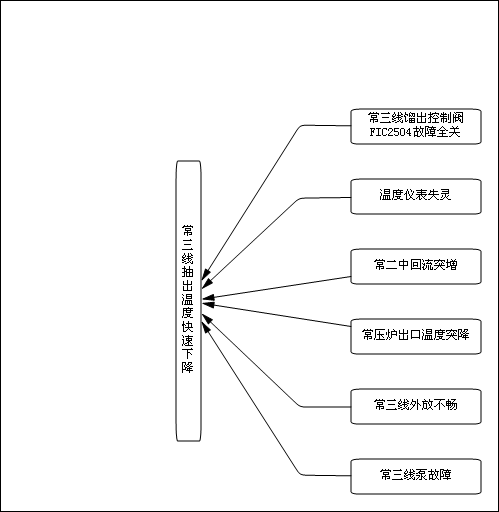 常三线馏出控制阀
FIC2504故障全关
温度仪表失灵
常三线抽出温度快速下降
常二中回流突增
常压炉出口温度突降
常三线外放不畅
常三线泵故障